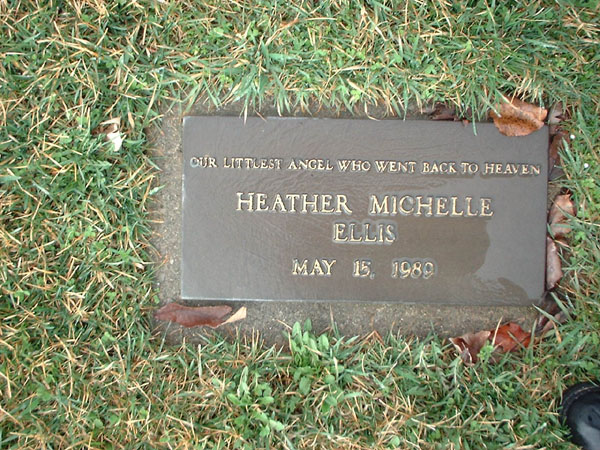 OUR LITTLEST ANGEL WHO WENT BACK TO HEAVEN
HEATHER MICHELLE
ELLIS
MAY 15, 1989